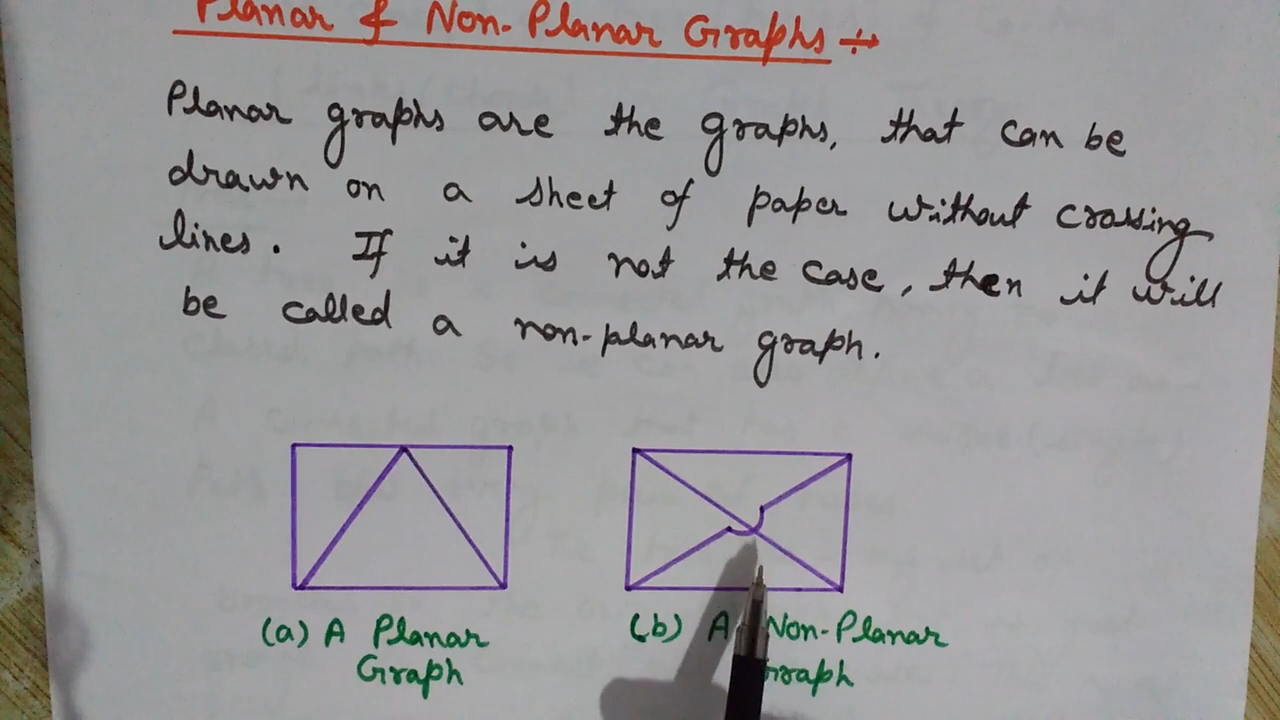 Planar & Non-Planar Graphs :-
Planar graphs are the graphs, that can be
drawn on a sheet of paper without crossing
lines. If it is not the case, then it will
be called a non-planar graph.
(a) A Planar
Graph
(b) A Non-Planar
Graph